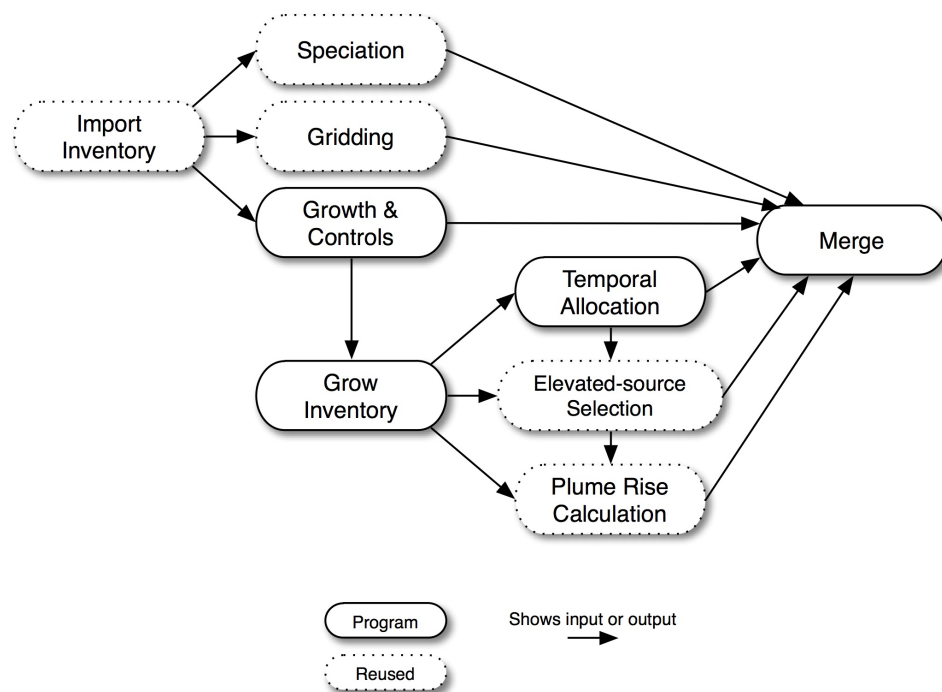 Speciation
Import
Inventory
Gridding
Growth &
Controls
Merge
Temporal
Allocation
Grow
Inventory
Elevated-source
Selection
Plume Rise
Calculation
Program
Shows input or output
Reused